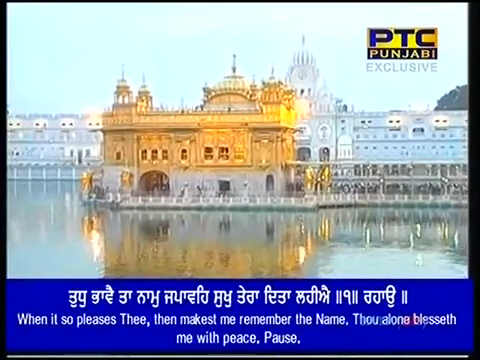 PTC
PUNJABI
EXCLUSIVE
ਤੁਧੁ ਭਾਵੈ ਤਾ ਨਾਮੁ ਜਪਾਵਹਿ ਸੁਖੁ ਤੇਰਾ ਦਿਤਾ ਲਹੀਐ ॥੧॥ ਰਹਾਉ ॥
When it so pleases Thee, then makest me remember the Name. Thou alone blesseth
me with peace. Pause.